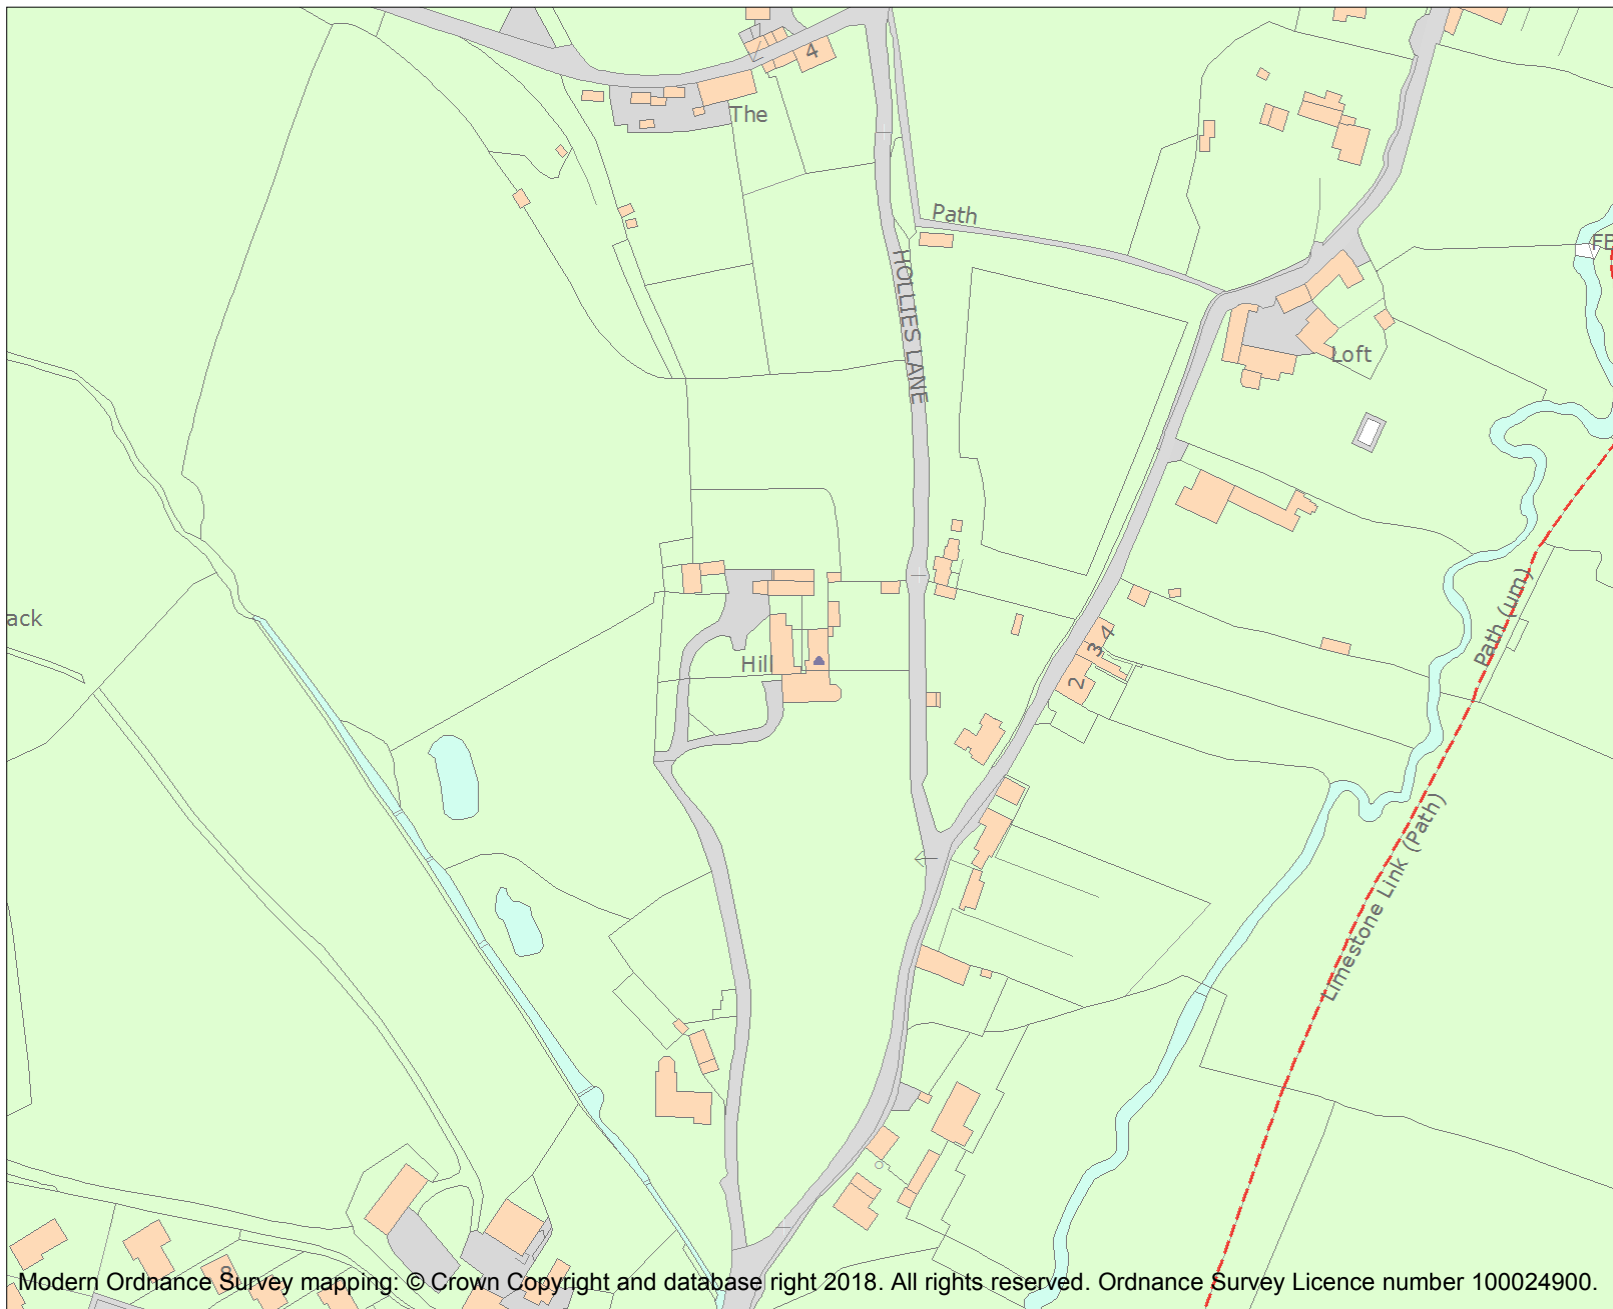 4
The
Path
FB
HOLLIES LANE
Loft
ack
Path (um)
3 4
Hill
2
Limestone Link (Path)
8
Modern Ordnance Survey mapping: © Crown Copyright and database right 2018. All rights reserved. Ordnance Survey Licence number 100024900.